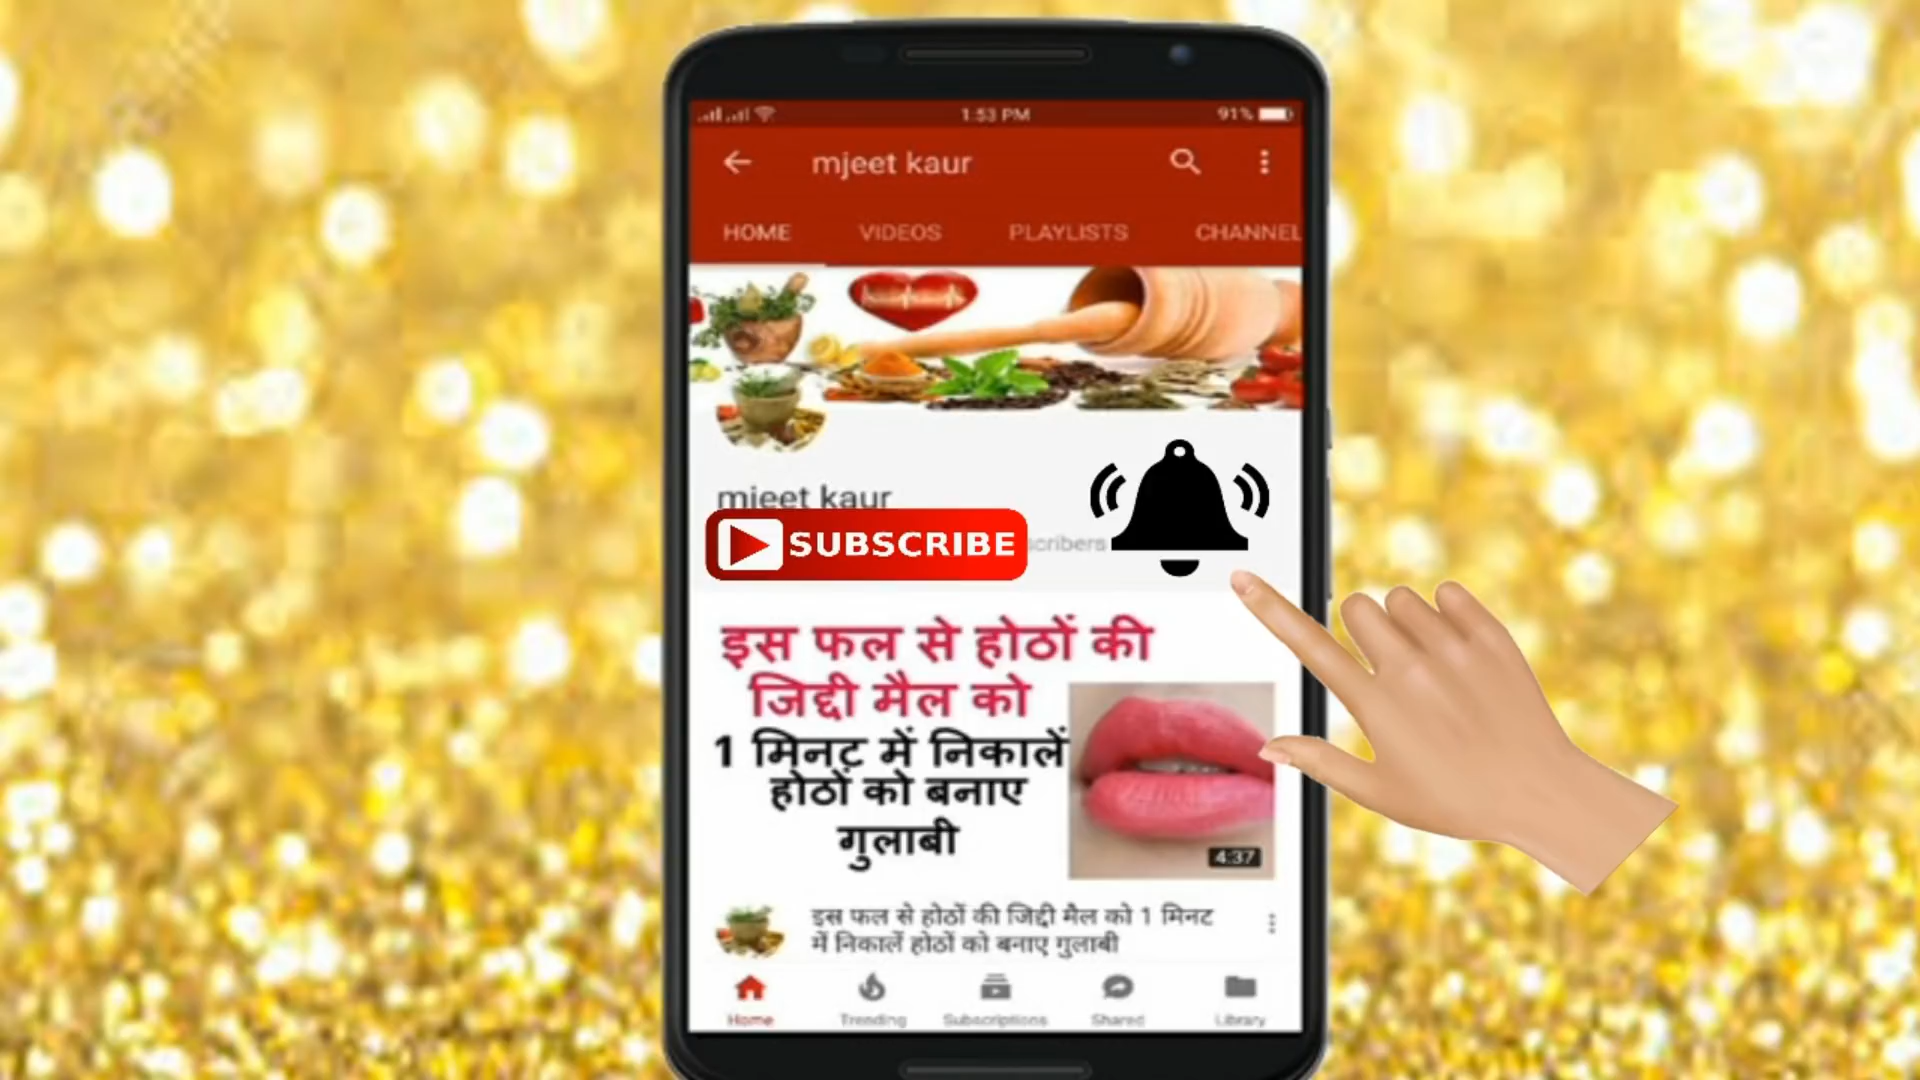 1:53 PM 91%
mjeet kaur
HOME VIDEOS PLAYLISTS CHANNEL
mjeet kaur
SUBSCRIBE scribers
इस फल से होठों की
जिद्दी मैल को
1 मिनट में निकालें
होठों को बनाए
गुलाबी
4:37
इस फल से होठों की जिद्दी मैल को 1 मिनट
में निकालें होठों को बनाए गुलाबी
Home Trending Subscriptions Shared Library